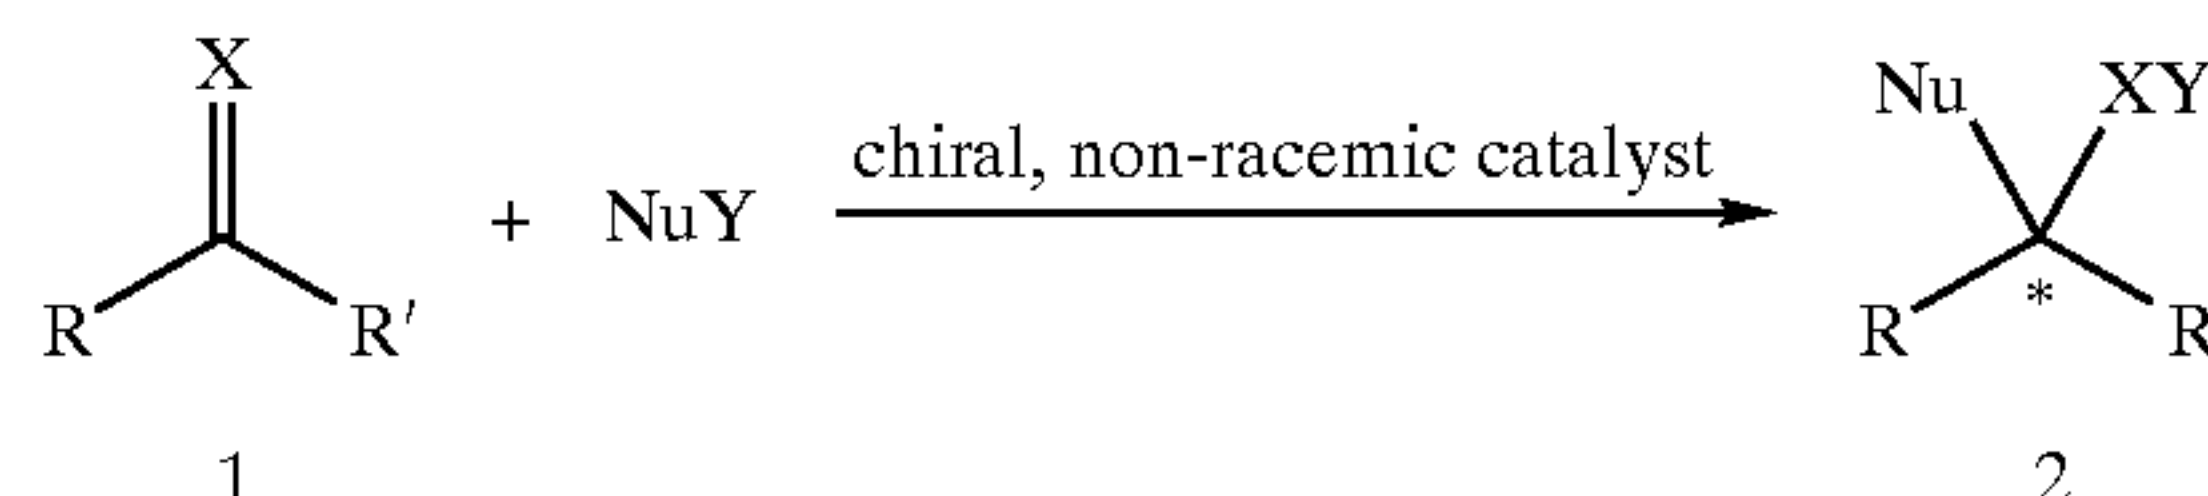 X
Nu XY
chiral, non-racemic catalyst
+ NuY
R R'
R * R
1
2